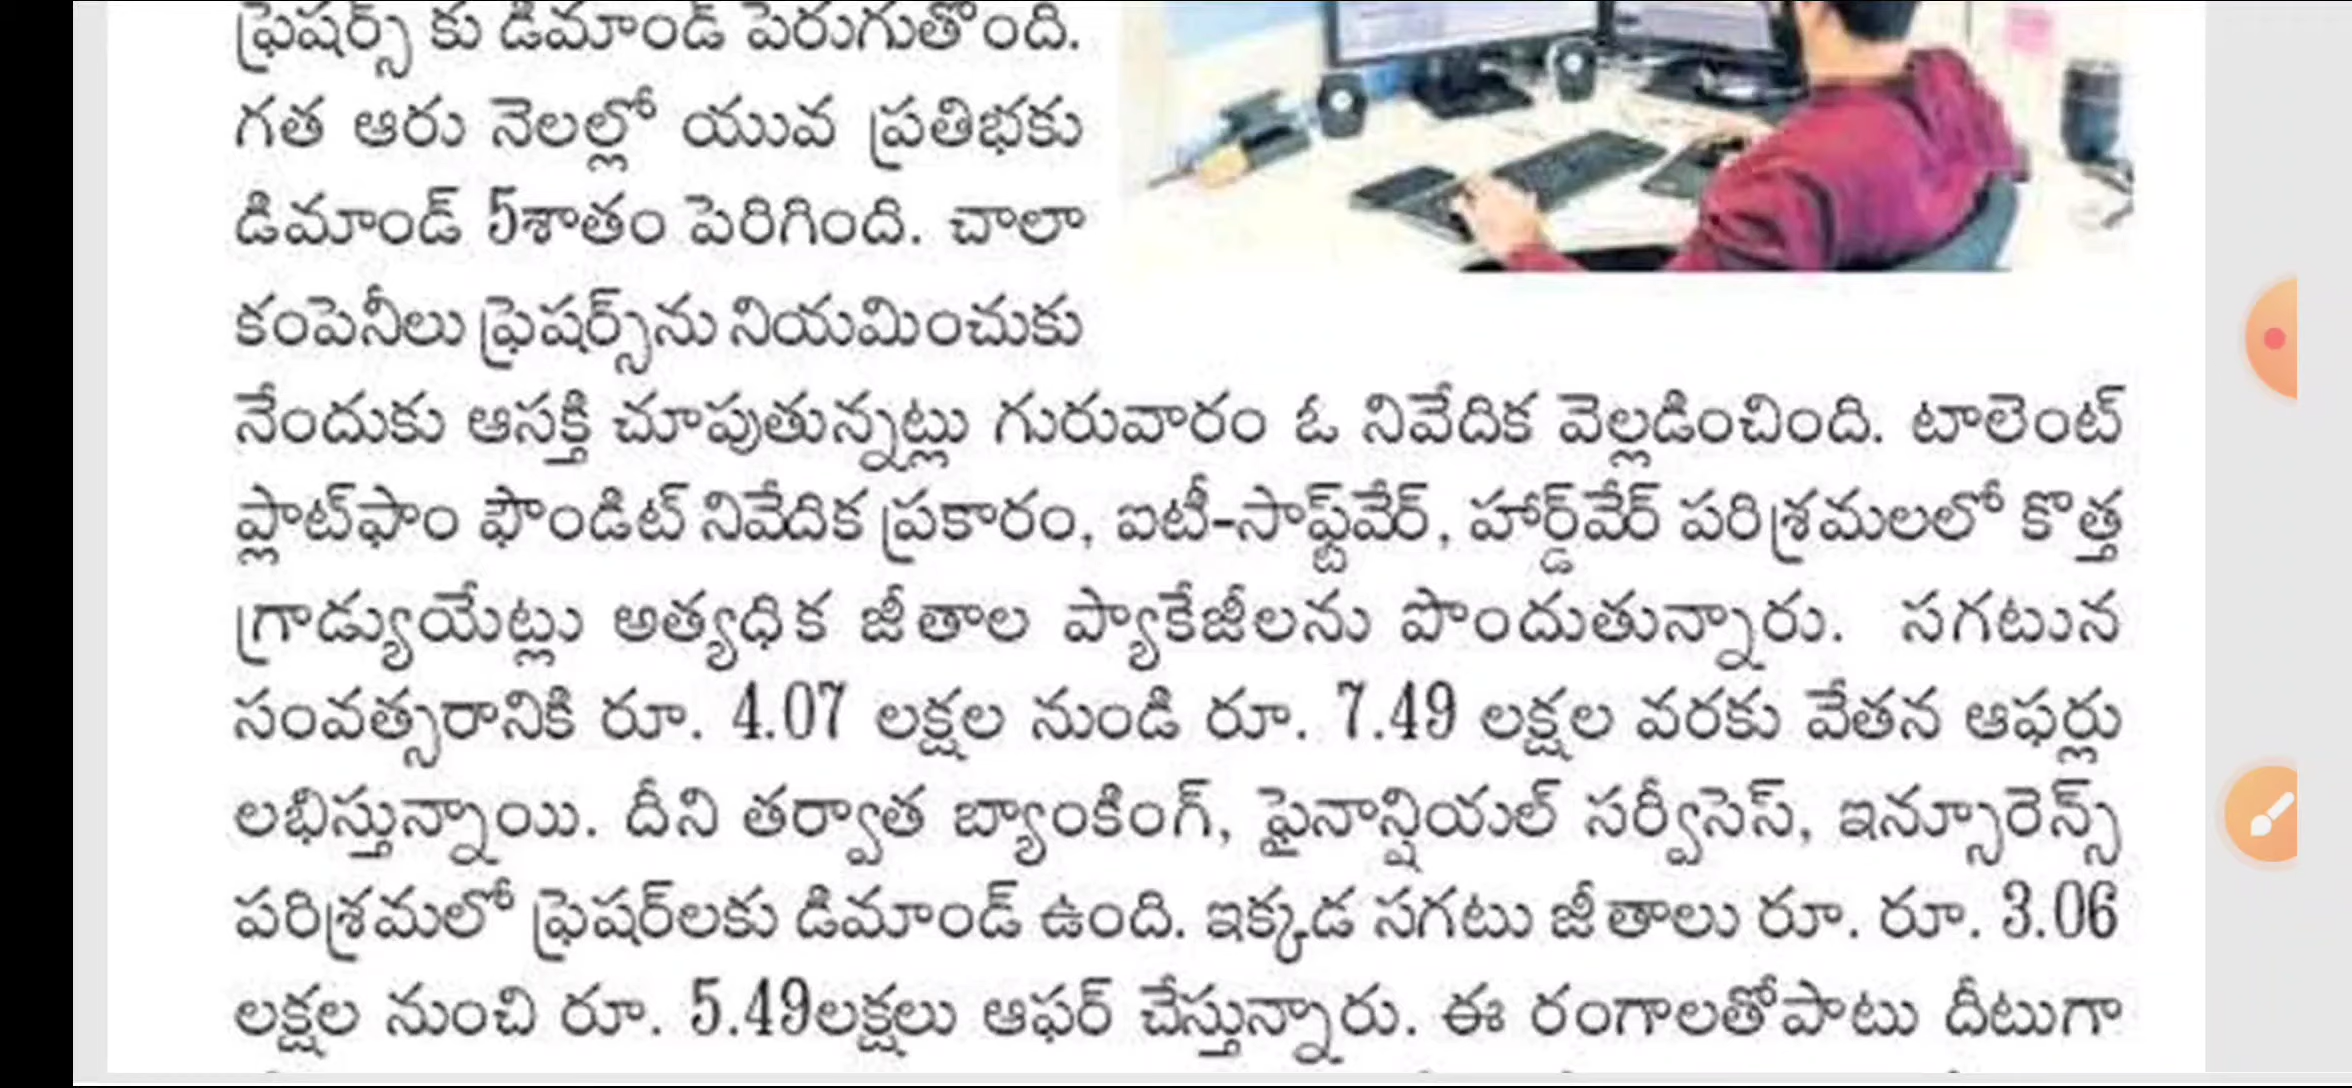 ఫ్రెషర్స్ కు డిమాండ్ పెరుగుతోంది.
గత ఆరు నెలల్లో యువ ప్రతిభకు
డిమాండ్ 5శాతం పెరిగింది. చాలా
కంపెనీలు ఫ్రెషర్స్‌ను నియమించుకు
నేందుకు ఆసక్తి చూపుతున్నట్లు గురువారం ఓ నివేదిక వెల్లడించింది. టాలెంట్
ప్లాట్‌ఫాం ఫౌండిట్ నివేదిక ప్రకారం, ఐటీ-సాఫ్ట్‌వేర్, హార్డ్‌వేర్ పరిశ్రమలలో కొత్త
గ్రాడ్యుయేట్లు అత్యధిక జీతాల ప్యాకేజీలను పొందుతున్నారు. సగటున
సంవత్సరానికి రూ. 4.07 లక్షల నుండి రూ. 7.49 లక్షల వరకు వేతన ఆఫర్లు
లభిస్తున్నాయి. దీని తర్వాత బ్యాంకింగ్, ఫైనాన్షియల్ సర్వీసెస్, ఇన్సూరెన్స్
పరిశ్రమలో ఫ్రెషర్‌లకు డిమాండ్ ఉంది. ఇక్కడ సగటు జీతాలు రూ. రూ. 3.06
లక్షల నుంచి రూ. 5.49లక్షలు ఆఫర్ చేస్తున్నారు. ఈ రంగాలతోపాటు దీటుగా